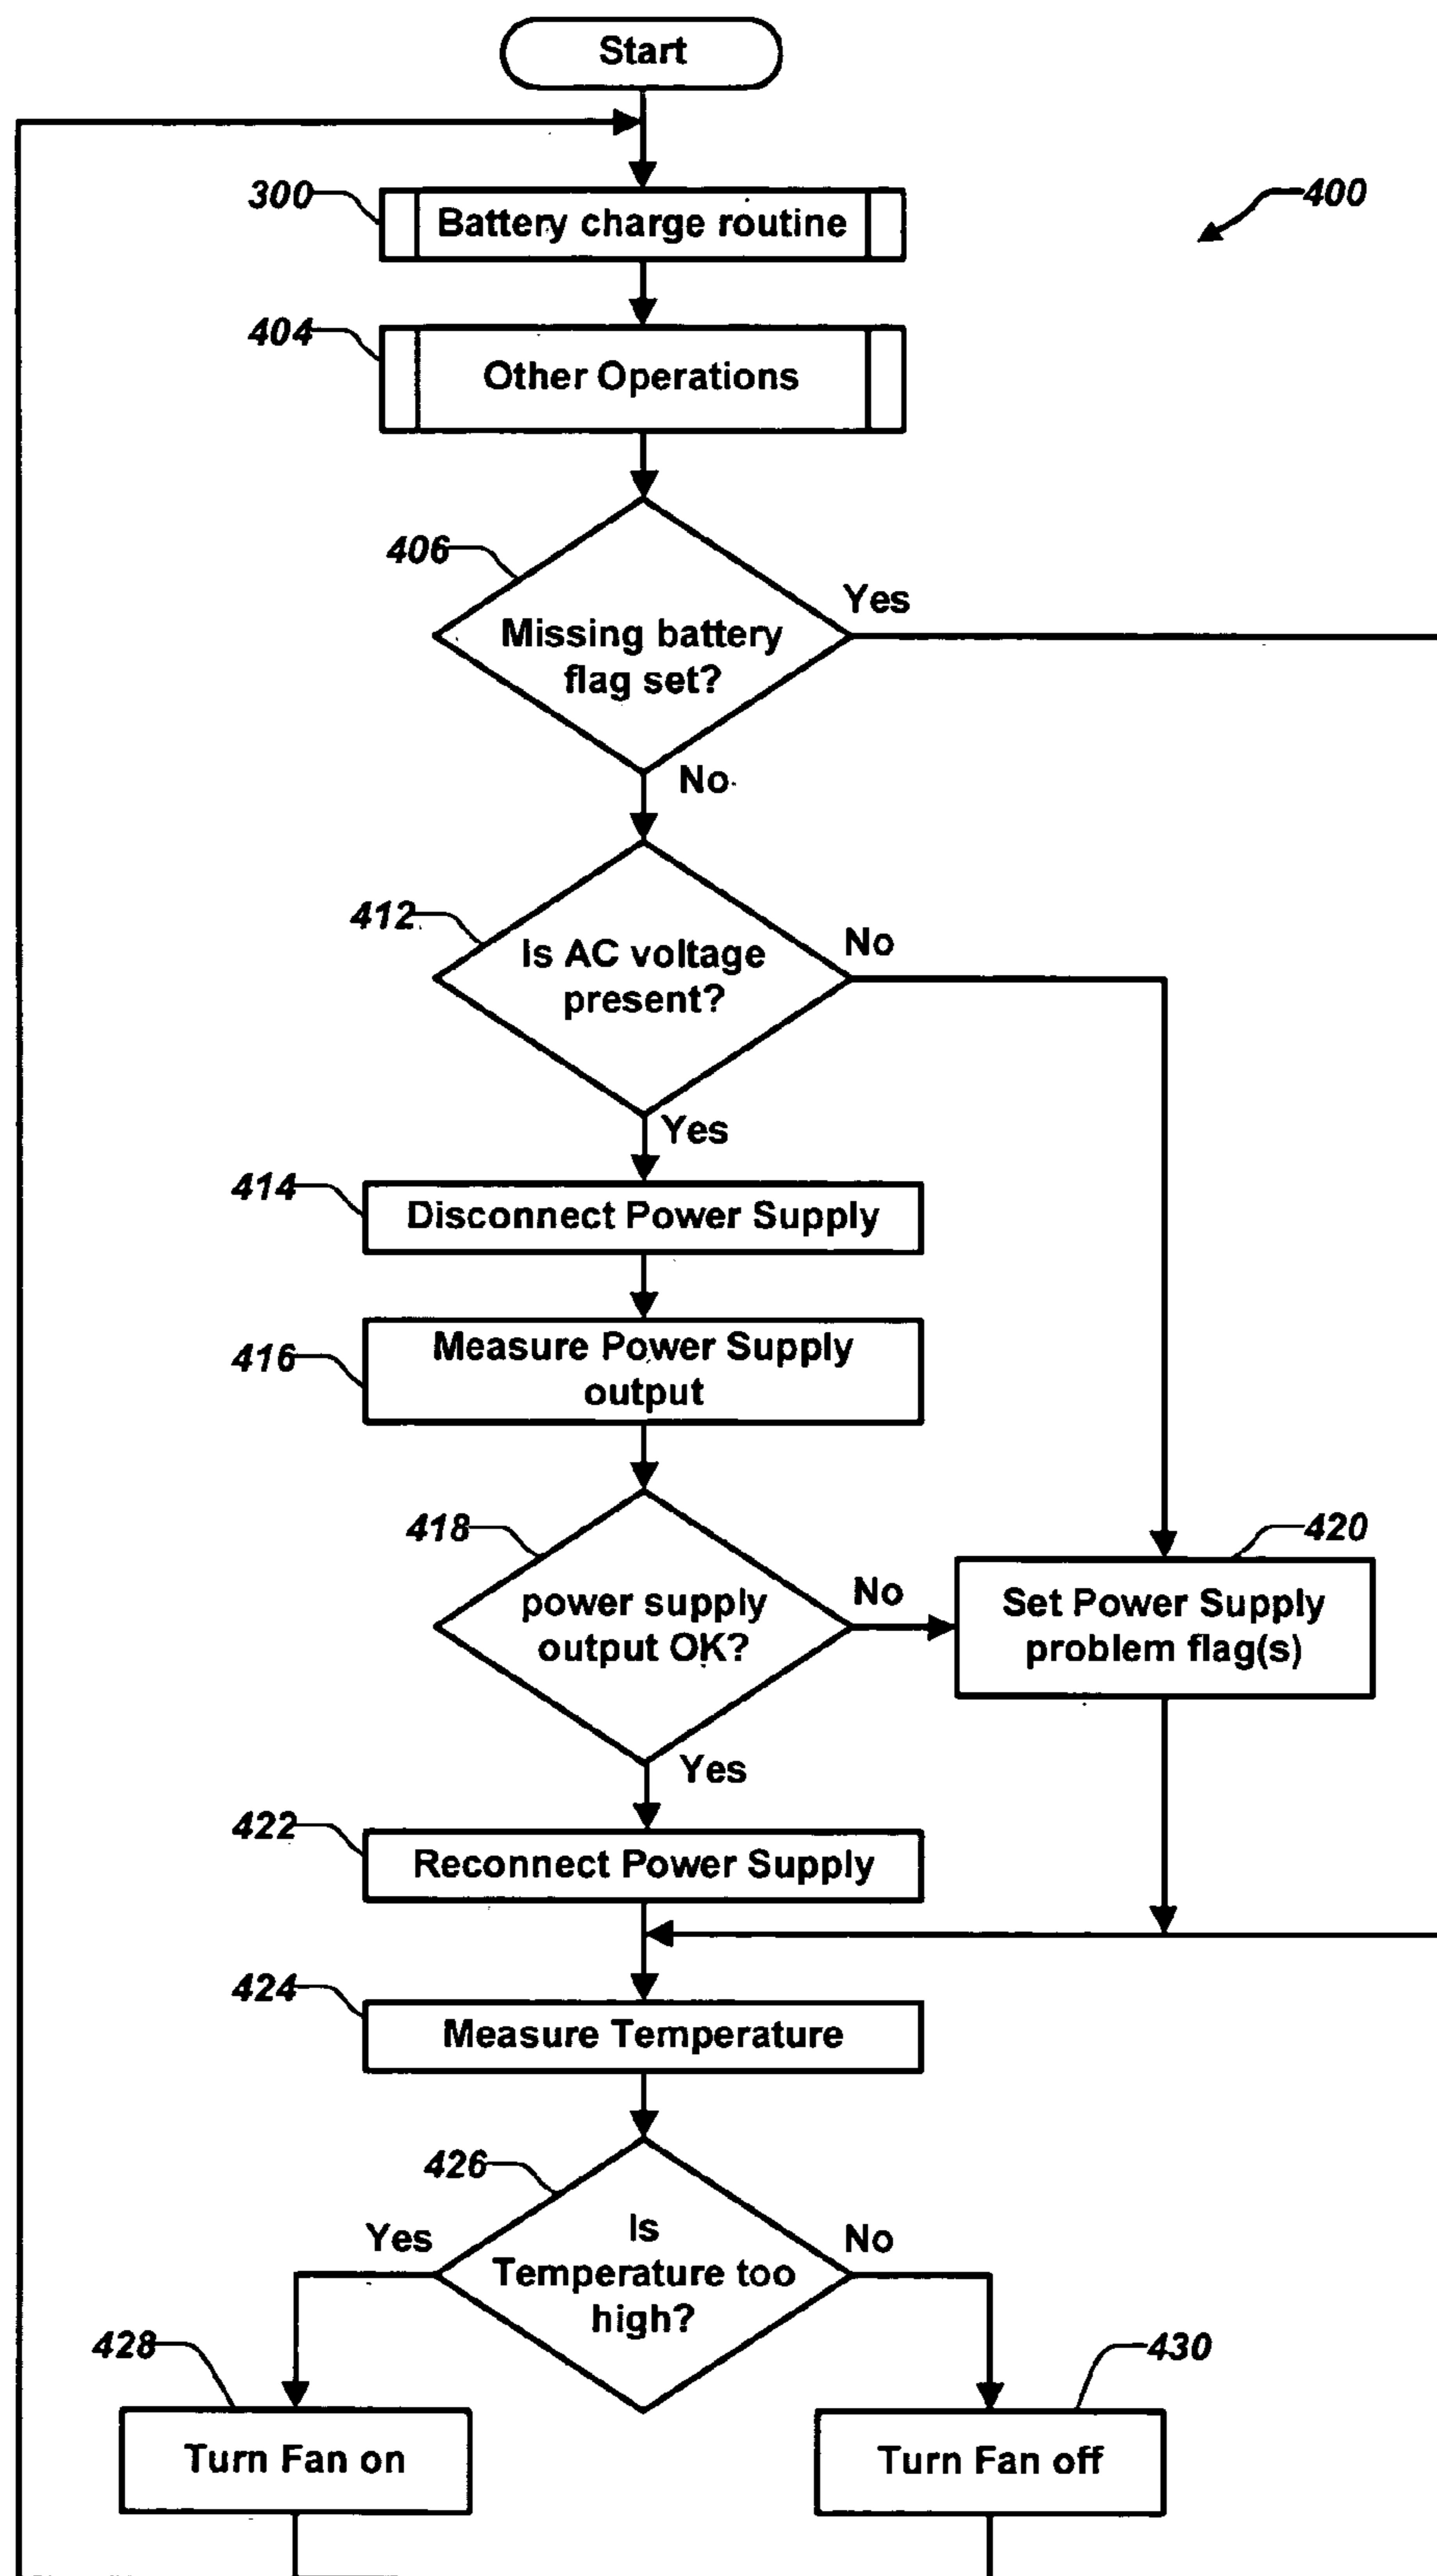 Start
300
Battery charge routine
400
404
Other Operations
406
Yes
Missing battery
flag set?
No
412
No
Is AC voltage
present?
Yes
414
Disconnect Power Supply
416
Measure Power Supply
output
418
420
No
power supply
output OK?
Set Power Supply
problem flag(s)
Yes
422
Reconnect Power Supply
424
Measure Temperature
426
Yes
No
Is
Temperature too
high?
428
430
Turn Fan on
Turn Fan off